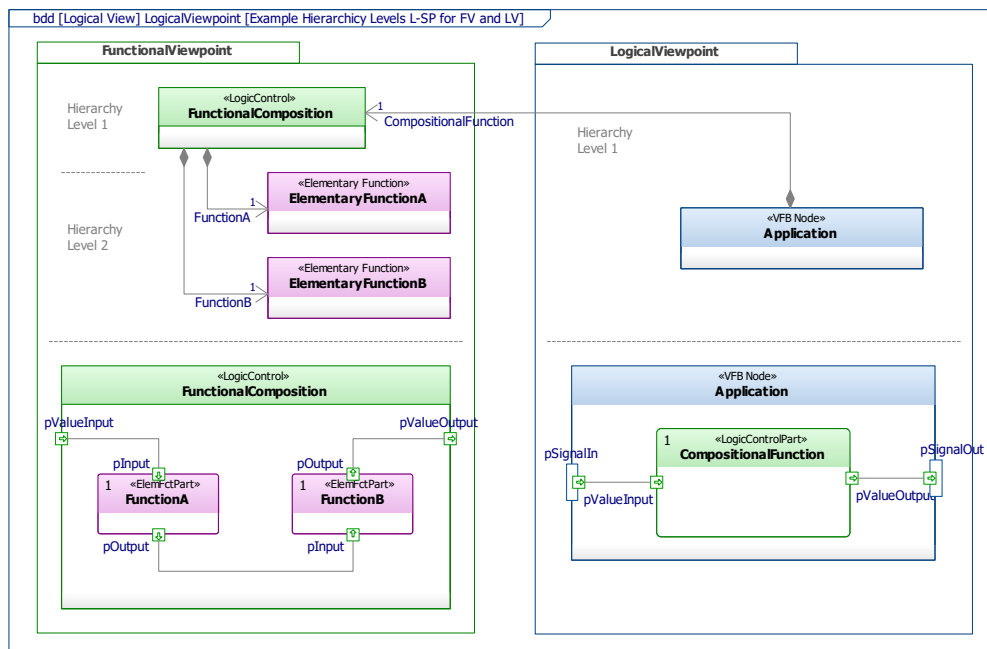 bdd [Logical View] LogicalViewpoint [Example Hierarchicy Levels L-SP for FV and LV]
FunctionalViewpoint
Hierarchy
Level 1
«LogicControl»
FunctionalComposition
1
CompositionalFunction
Hierarchy
Level 2
«Elementary Function»
ElementaryFunctionA
1
FunctionA
«Elementary Function»
ElementaryFunctionB
1
FunctionB
«LogicControl»
FunctionalComposition
pValueInput
pValueOutput
pInput
pOutput
1 «ElemFctPart»
FunctionA
1 «ElemFctPart»
FunctionB
pOutput
pInput
LogicalViewpoint
Hierarchy
Level 1
«VFB Node»
Application
«VFB Node»
Application
pSignalIn
pSignalOut
1 «LogicControlPart»
CompositionalFunction
pValueInput
pValueOutput